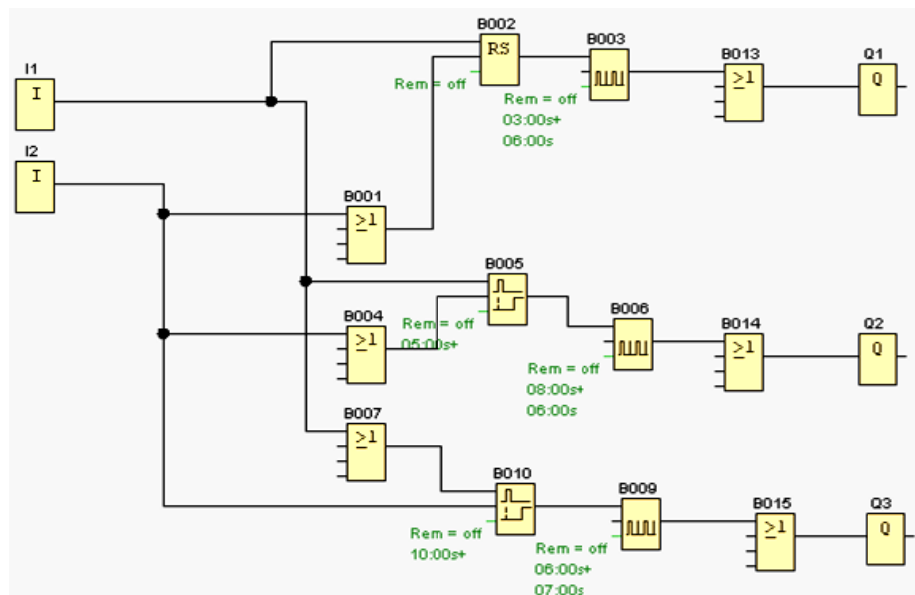 B002
RS
Rem = off
B003
Rem = off
03:00s+
06:00s
B013
≥1
Q1
Q
I1
I
I2
I
B001
≥1
B005
Rem = off
05:00s+
B004
≥1
B006
Rem = off
08:00s+
06:00s
B014
≥1
Q2
Q
B007
≥1
B010
Rem = off
10:00s+
B009
Rem = off
06:00s+
07:00s
B015
≥1
Q3
Q